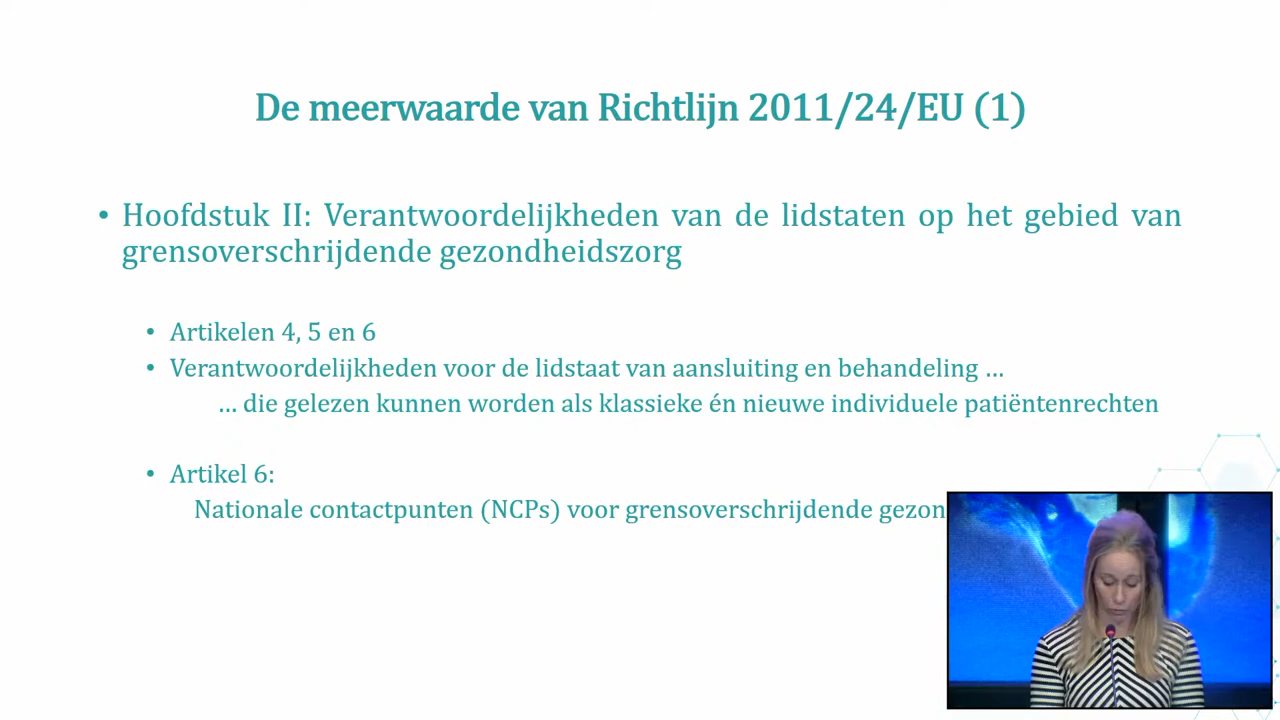 De meerwaarde van Richtlijn 2011/24/EU (1)
• Hoofdstuk II: Verantwoordelijkheden van de lidstaten op het gebied van
grensoverschrijdende gezondheidszorg
• Artikelen 4, 5 en 6
• Verantwoordelijkheden voor de lidstaat van aansluiting en behandeling ...
... die gelezen kunnen worden als klassieke én nieuwe individuele patiëntenrechten
• Artikel 6:
Nationale contactpunten (NCPs) voor grensoverschrijdende